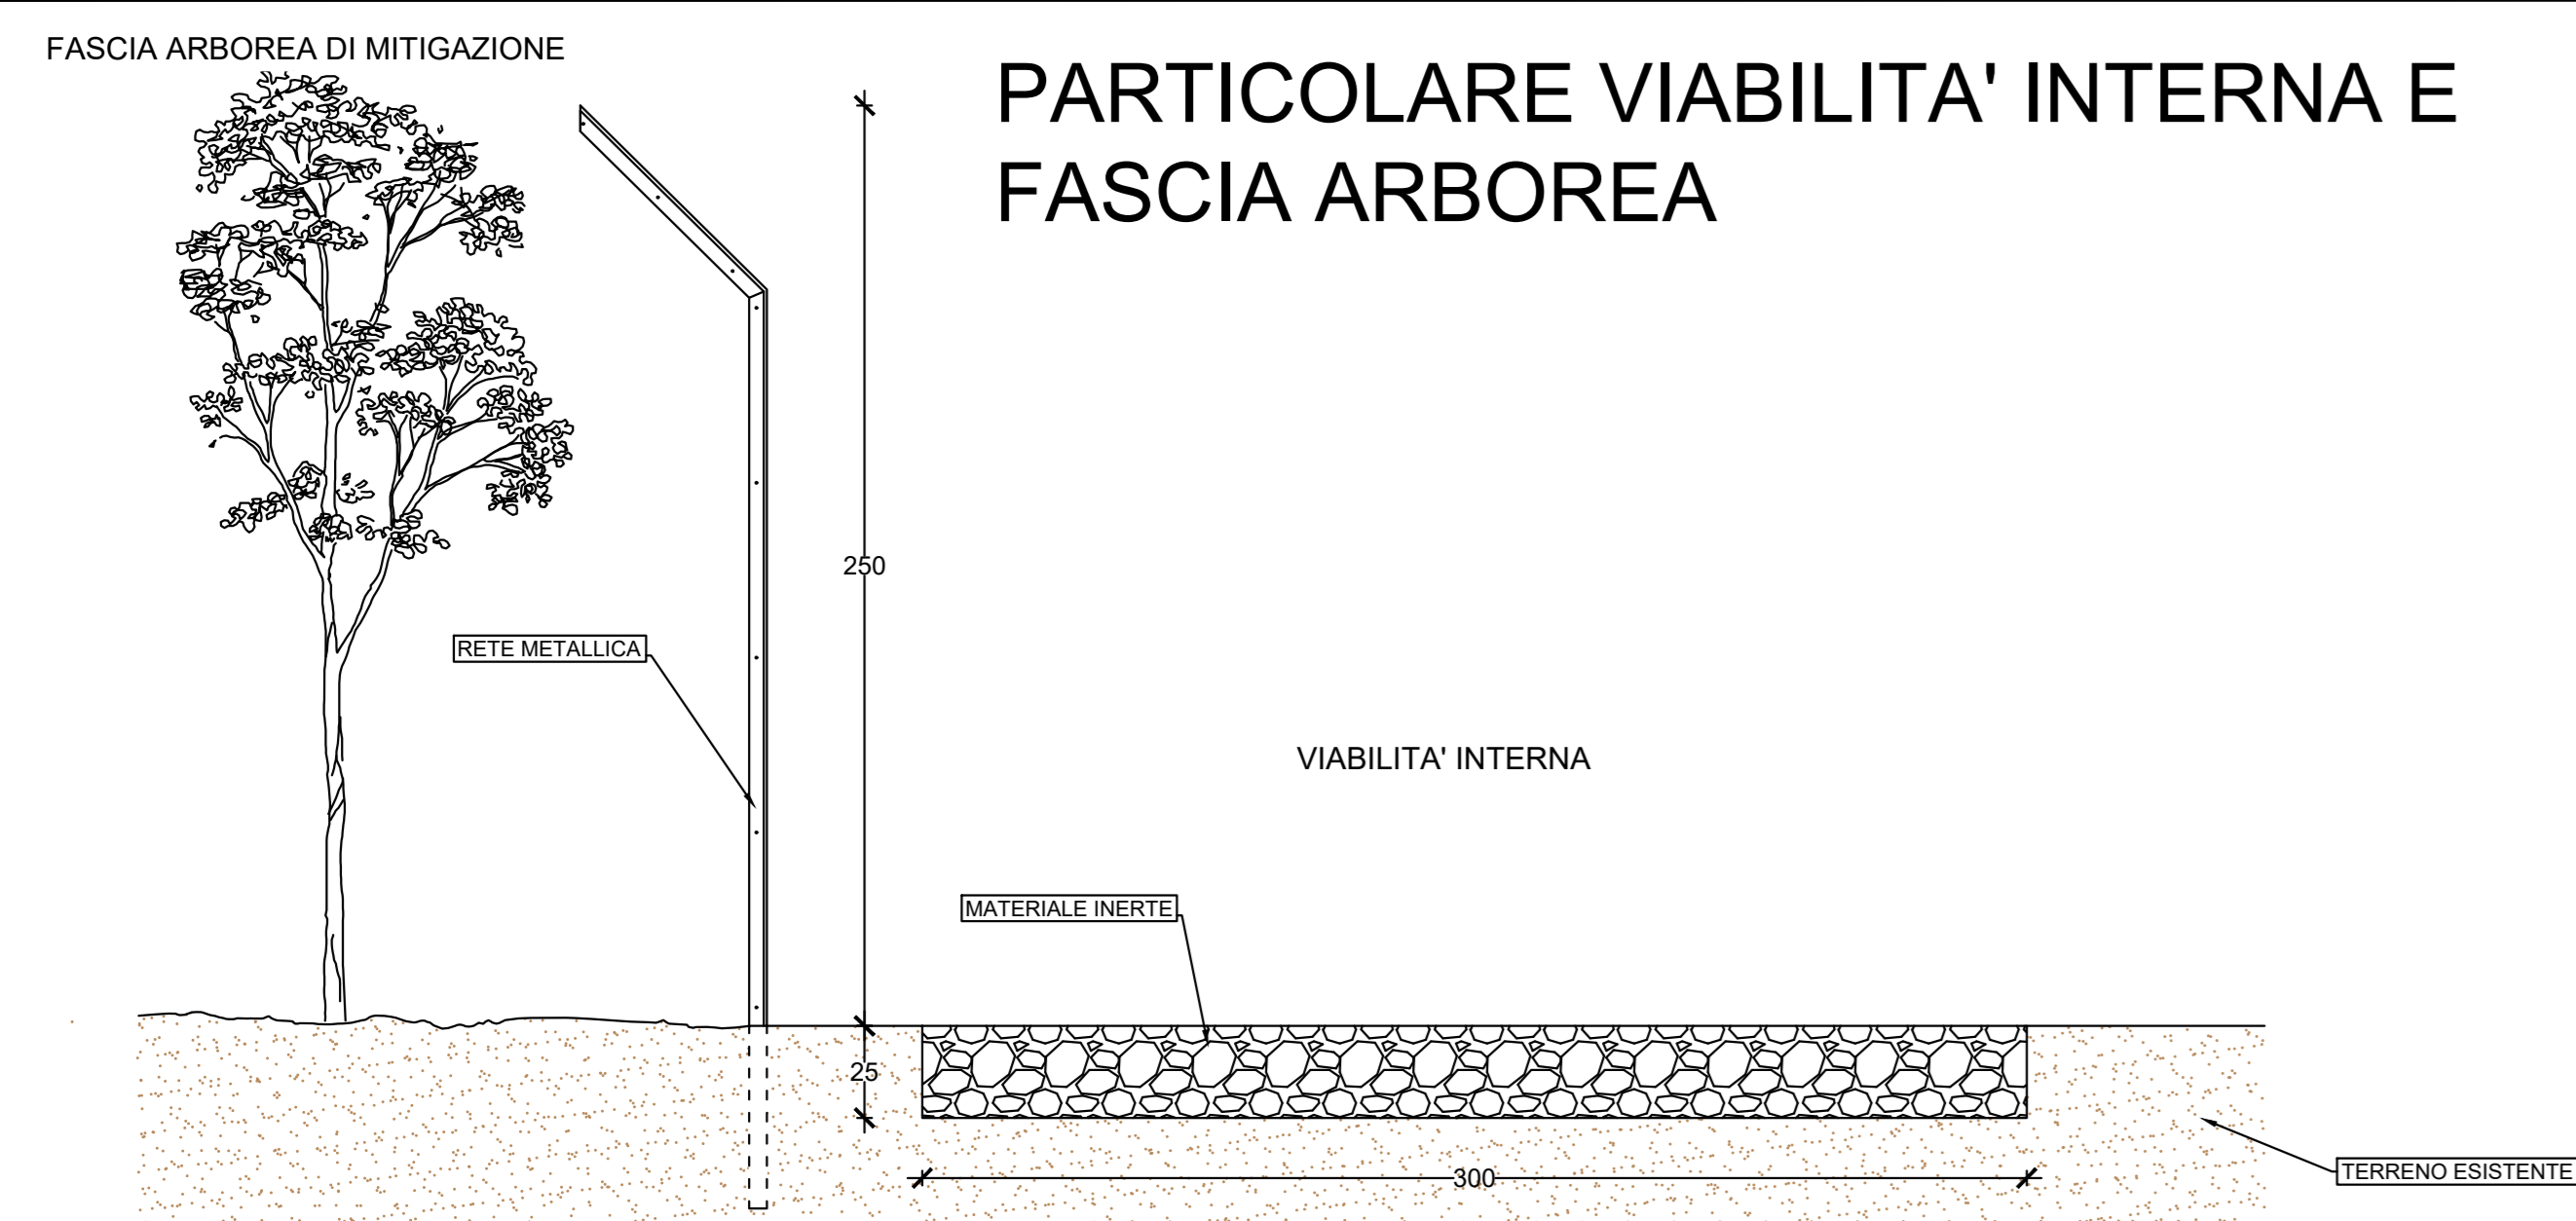 FASCIA ARBOREA DI MITIGAZIONE
PARTICOLARE VIABILITA' INTERNA E
FASCIA ARBOREA
250
RETE METALLICA
VIABILITA' INTERNA
MATERIALE INERTE
25
300
TERRENO ESISTENTE